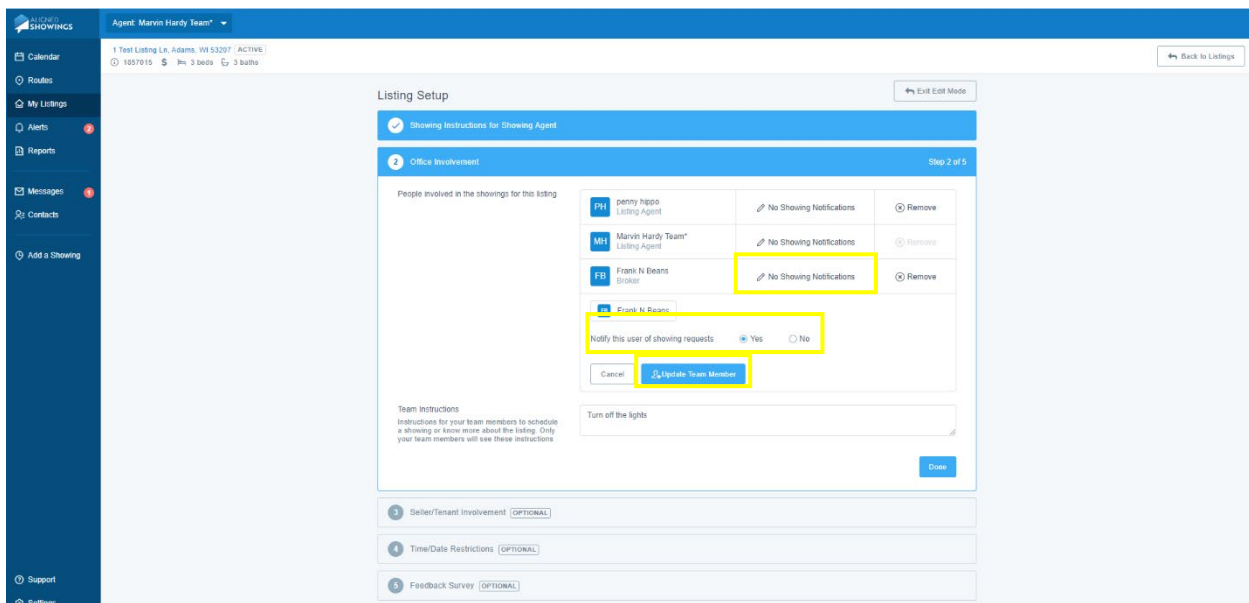 ALIGNED
SHOWINGS
Agent: Marvin Hardy Team*
Calendar
Routes
My Listings
Alerts 2
Reports
Messages 1
Contacts
Add a Showing
Support
Settings
1 Test Listing Ln, Adams, WI 53207 ACTIVE
1057015 $ 3 beds 3 baths
Back to Listings
Listing Setup
Exit Edit Mode
Showing Instructions for Showing Agent
2 Office Involvement Step 2 of 5
People involved in the showings for this listing
PH penny hippo
Listing Agent
No Showing Notifications
Remove
MH Marvin Hardy Team*
Listing Agent
No Showing Notifications
Remove
FB Frank N Beans
Broker
No Showing Notifications
Remove
FB Frank N Beans
Notify this user of showing requests Yes No
Cancel Update Team Member
Team Instructions
Instructions for your team members to schedule
a showing or know more about the listing. Only
your team members will see these instructions
Turn off the lights
Done
3 Seller/Tenant Involvement OPTIONAL
4 Time/Date Restrictions OPTIONAL
5 Feedback Survey OPTIONAL